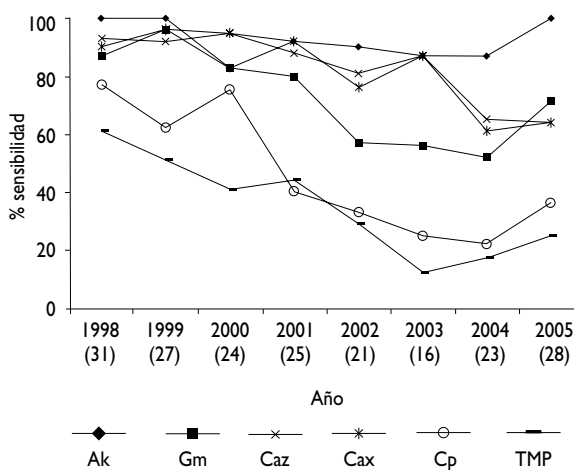 100
80
60
40
20
0
% sensibilidad
1998 1999 2000 2001 2002 2003 2004 2005
(31) (27) (24) (25) (21) (16) (23) (28)
Año
Ak Gm Caz Cax Cp TMP